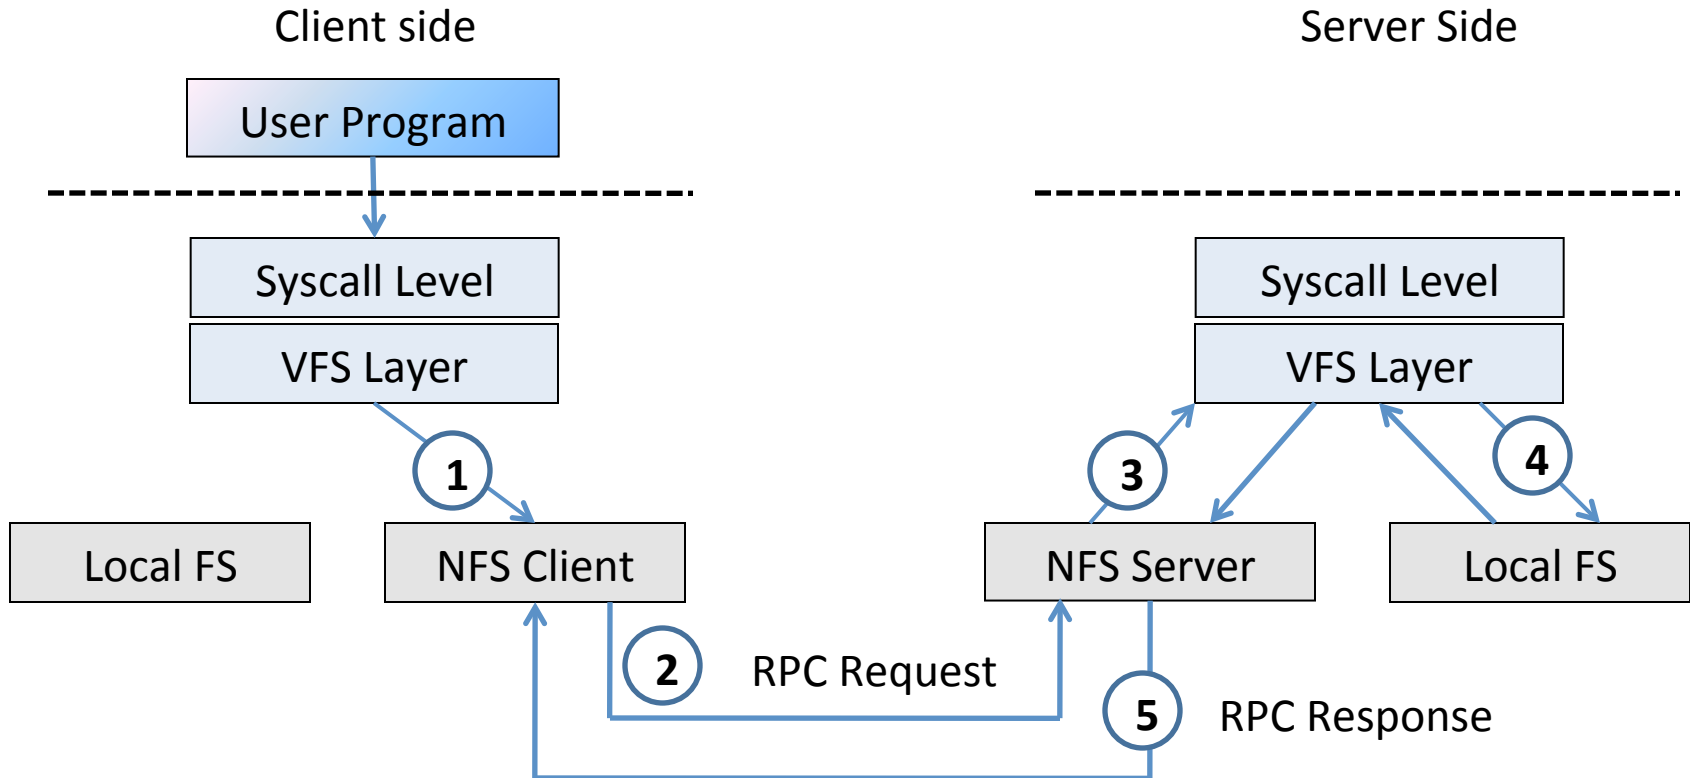 Client side
Server Side
User Program
Syscall Level
Syscall Level
VFS Layer
VFS Layer
1
3
4
Local FS
NFS Client
NFS Server
Local FS
2
RPC Request
5
RPC Response